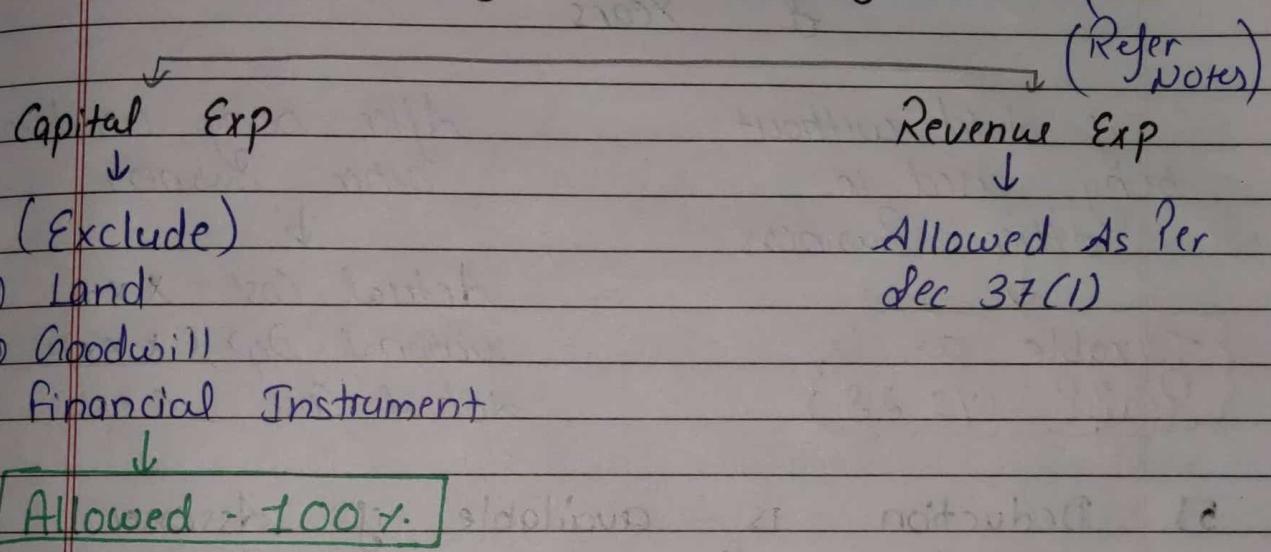 (Refer
Notes)
Capital Exp
Revenue Exp
(Exclude)
Allowed As Per
Land
Sec 37(1)
Goodwill
Financial Instrument
Allowed - 100%.